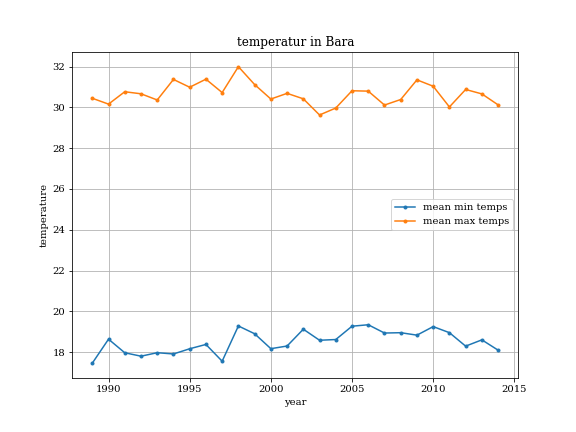 temperatur in Bara
32
30
28
26
24
22
20
18
temperature
mean min temps
mean max temps
1990
1995
2000
2005
2010
2015
year